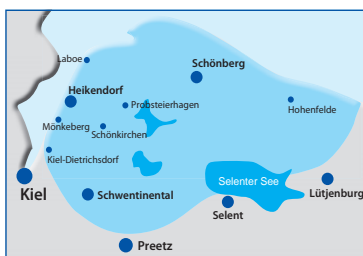 Laboe
Schönberg
Heikendorf
Probsteierhagen
Hohenfelde
Mönkeberg
Schönkirchen
Kiel-Dietrichsdorf
Selenter See
Kiel
Schwentinental
Lütjenburg
Selent
Preetz